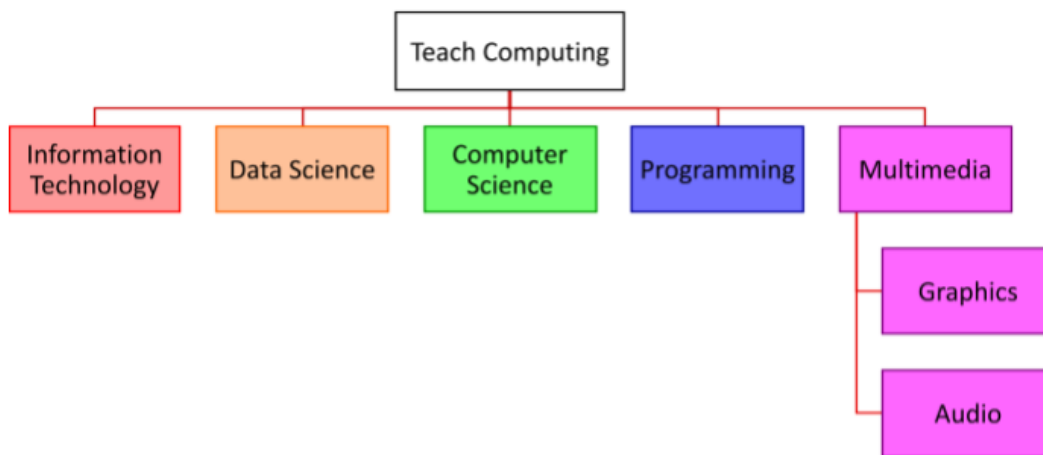 Teach Computing
Information
Technology
Data Science
Computer
Science
Programming
Multimedia
Graphics
Audio